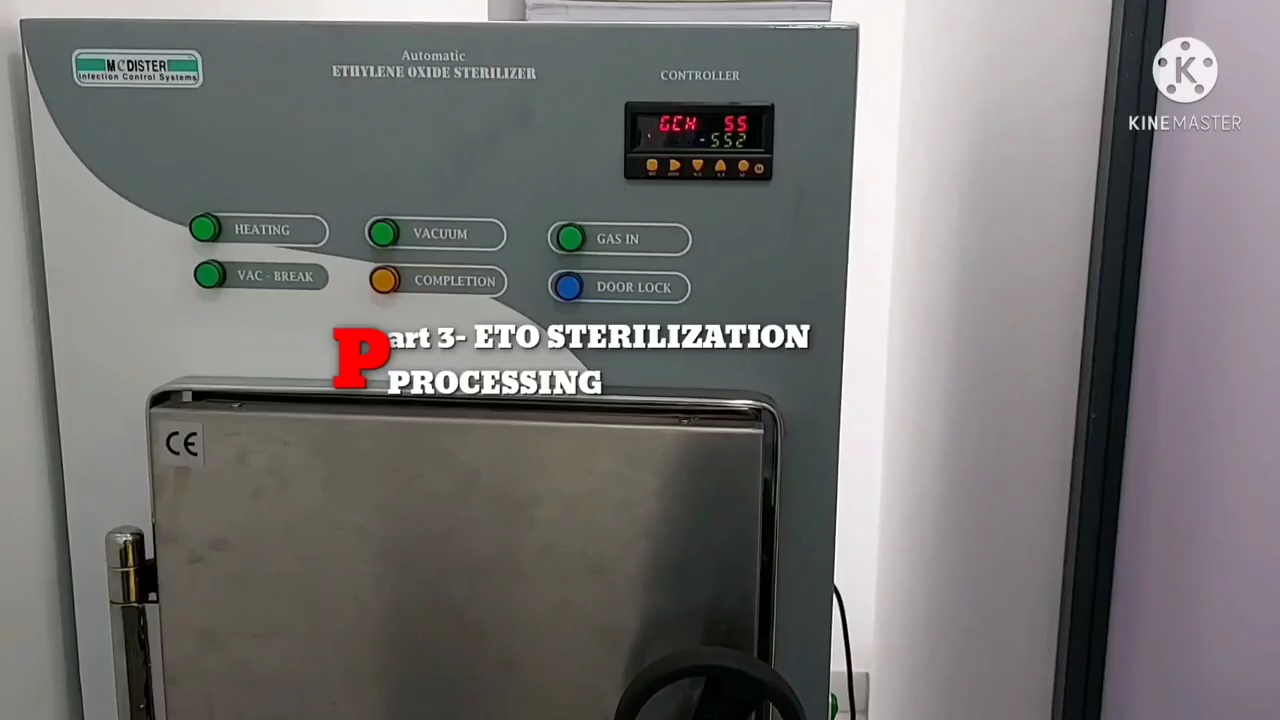 MCDISTER
Infection Control Systems
Automatic
ETHYLENE OXIDE STERILIZER
CONTROLLER
GCH 55
-552
HEATING
VACUUM
GAS IN
VAC - BREAK
COMPLETION
DOOR LOCK
Part 3- ETO STERILIZATION
PROCESSING
CE
K
KINEMASTER